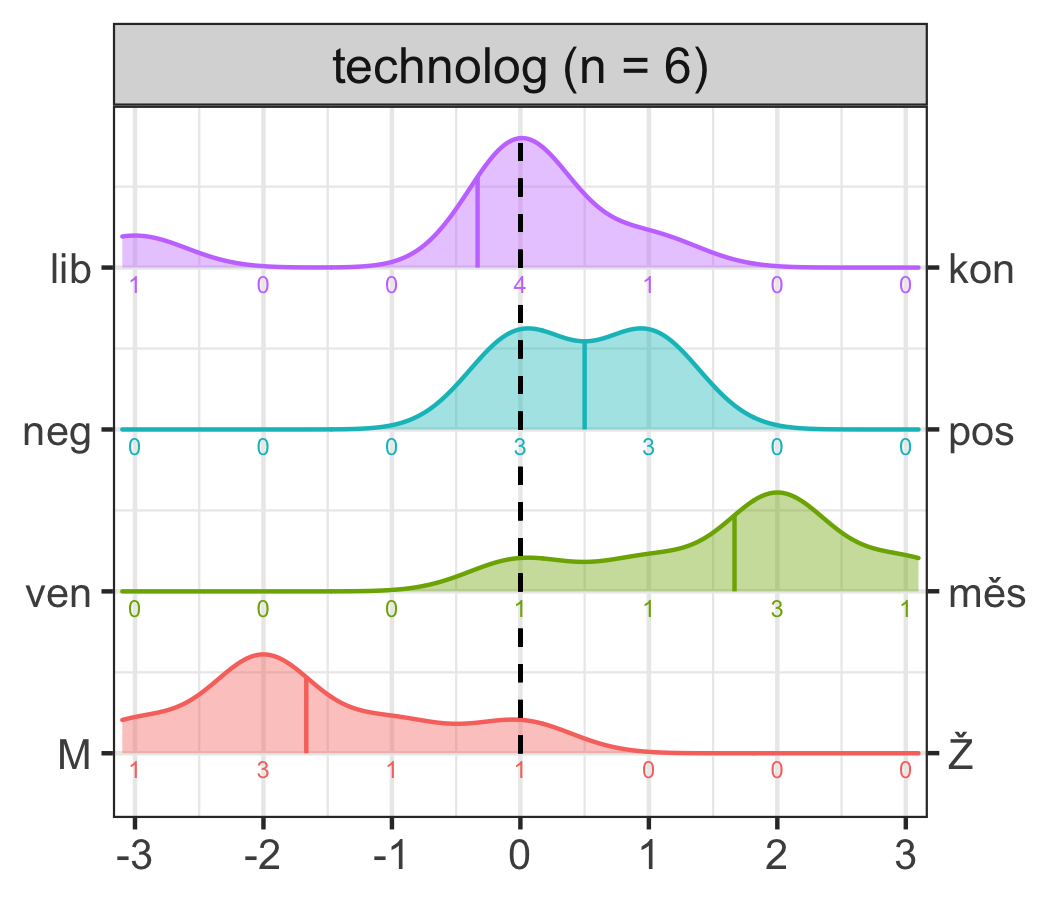 technolog (n = 6)
lib kon
1 0 0 4 1 0 0
neg pos
0 0 0 3 3 0 0
ven měs
0 0 0 1 1 3 1
M Ž
1 3 1 1 0 0 0
-3 -2 -1 0 1 2 3